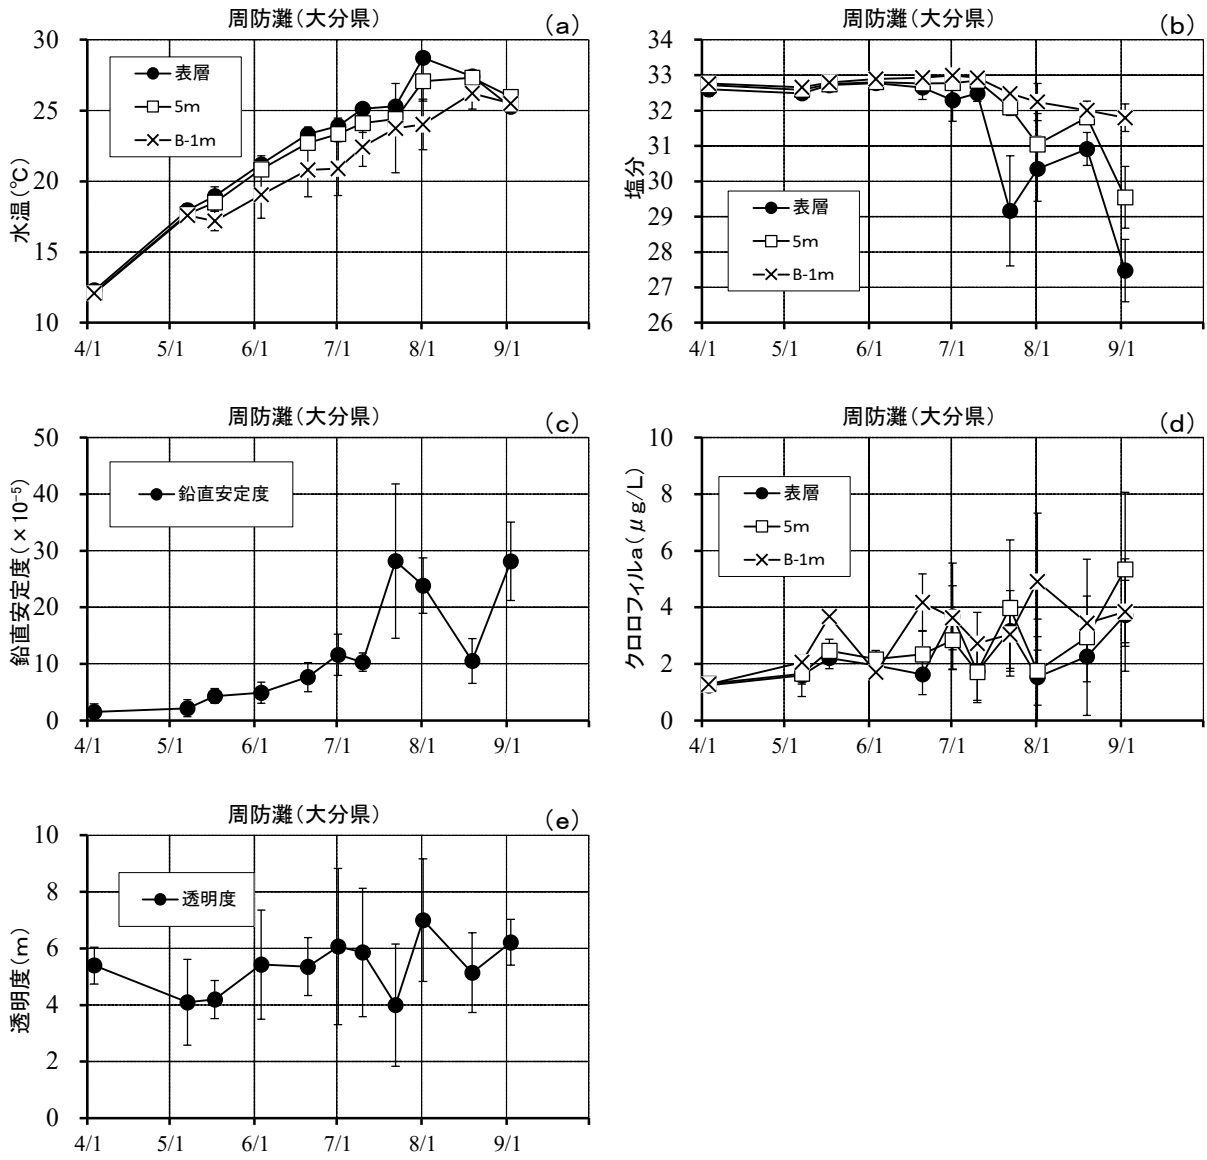 周防灘(大分県)
(a)
水温(℃)
30
25
20
15
10
表層
5m
B-1m
4/1 5/1 6/1 7/1 8/1 9/1
周防灘(大分県)
(b)
塩分
34
33
32
31
30
29
28
27
26
表層
5m
B-1m
4/1 5/1 6/1 7/1 8/1 9/1
周防灘(大分県)
(c)
鉛直安定度(×10⁻⁵)
50
40
30
20
10
0
鉛直安定度
4/1 5/1 6/1 7/1 8/1 9/1
周防灘(大分県)
(d)
クロロフィルa(μg/L)
10
8
6
4
2
0
表層
5m
B-1m
4/1 5/1 6/1 7/1 8/1 9/1
周防灘(大分県)
(e)
透明度(m)
10
8
6
4
2
0
透明度
4/1 5/1 6/1 7/1 8/1 9/1